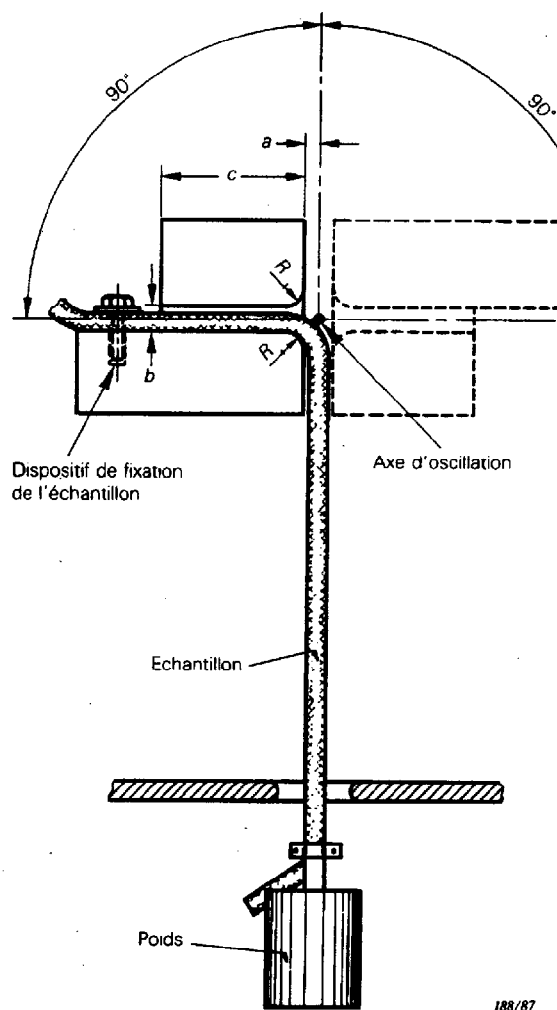 90°
90°
a
c
R
R
b
Dispositif de fixation
de l'échantillon
Axe d'oscillation
Echantillon
Poids
188/87